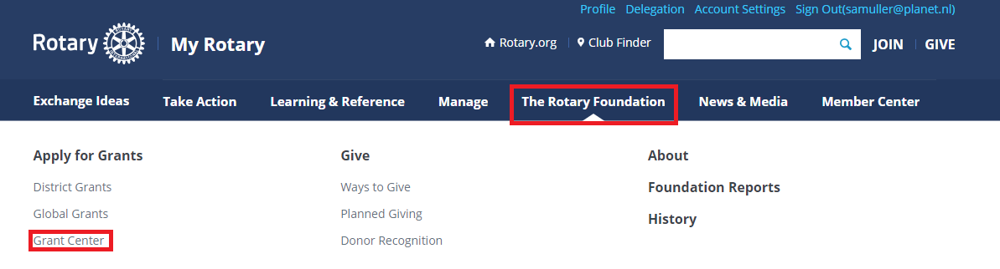 Profile Delegation Account Settings Sign Out(samuller@planet.nl)
Rotary My Rotary Rotary.org Club Finder JOIN GIVE
Exchange Ideas Take Action Learning & Reference Manage The Rotary Foundation News & Media Member Center
Apply for Grants Give About
District Grants Ways to Give Foundation Reports
Global Grants Planned Giving History
Grant Center Donor Recognition